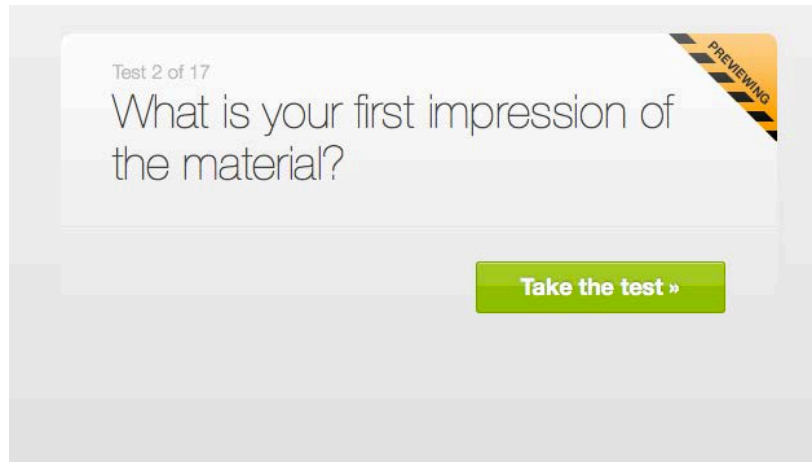 Test 2 of 17
PREVIEWING
What is your first impression of
the material?
Take the test »